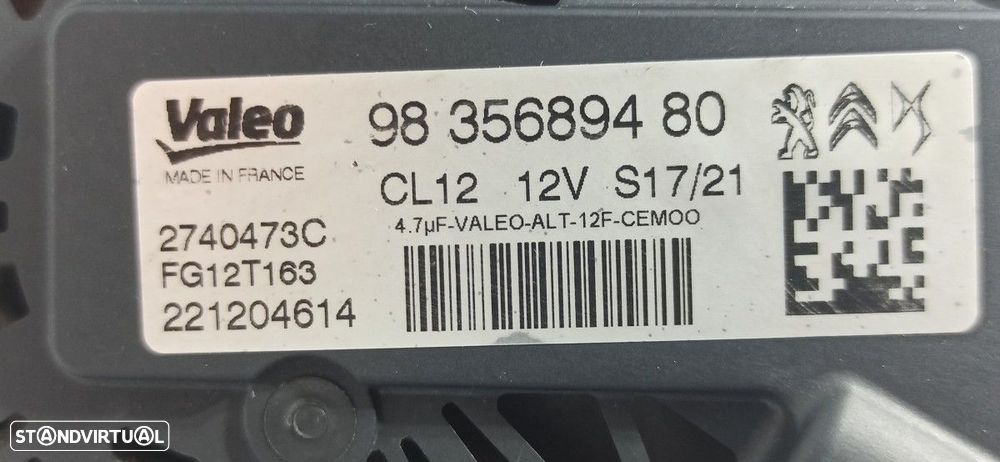 Valeo
MADE IN FRANCE
98 356894 80
CL12 12V S17/21
4.7µF-VALEO-ALT-12F-CEMOO
2740473C
FG12T163
221204614
STANDVIRTUAL